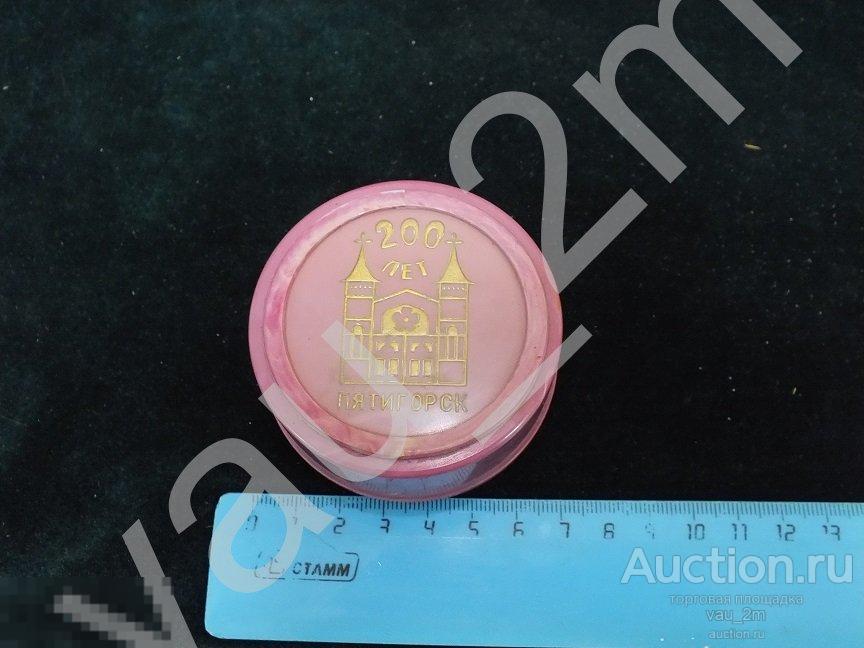 vau_2m
200
ЛЕТ
ПЯТИГОРСК
0 1 2 3 4 5 6 7 8 9 10 11 12 13
СТАММ
Auction.ru
торговая площадка
vau_2m
auction.ru